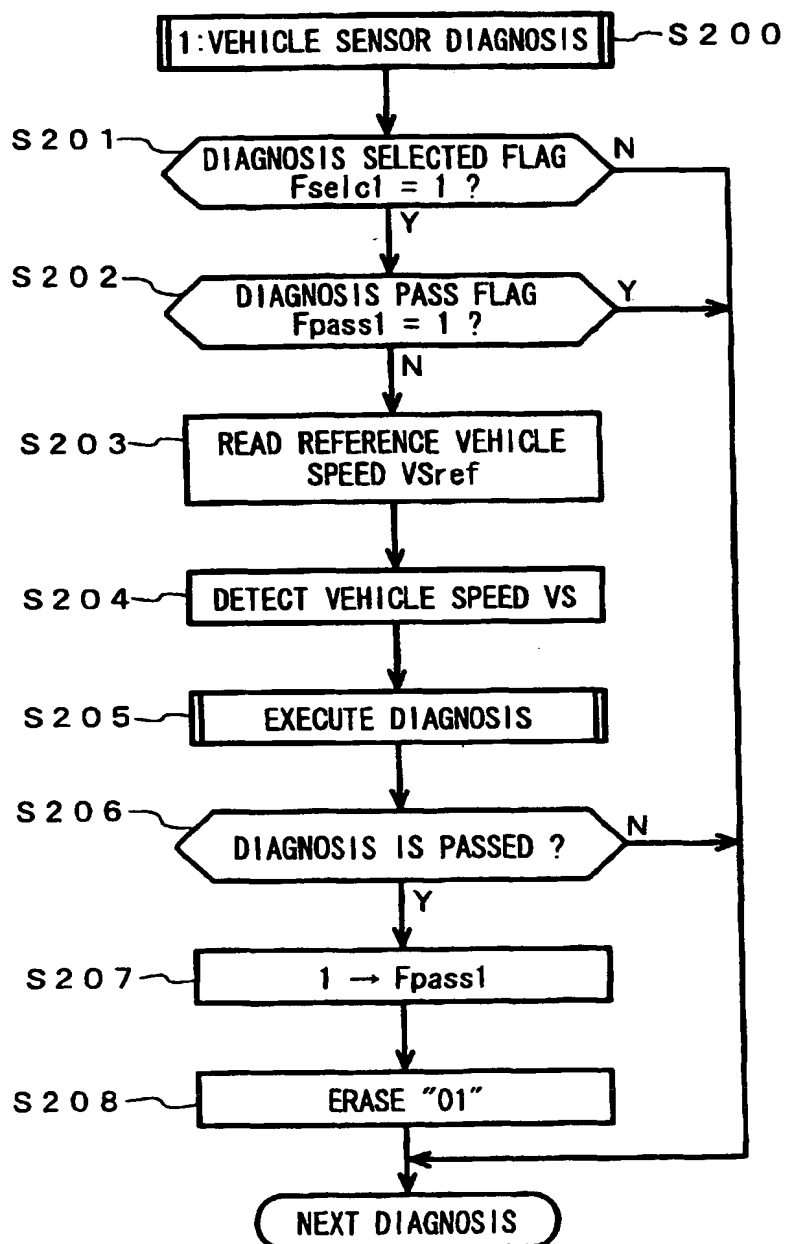 1:VEHICLE SENSOR DIAGNOSIS
S200
S201
DIAGNOSIS SELECTED FLAG
Fselc1 = 1 ?
N
Y
S202
DIAGNOSIS PASS FLAG
Fpass1 = 1 ?
Y
N
S203
READ REFERENCE VEHICLE
SPEED VSref
S204
DETECT VEHICLE SPEED VS
S205
EXECUTE DIAGNOSIS
S206
DIAGNOSIS IS PASSED ?
N
Y
S207
1 → Fpass1
S208
ERASE "01"
NEXT DIAGNOSIS